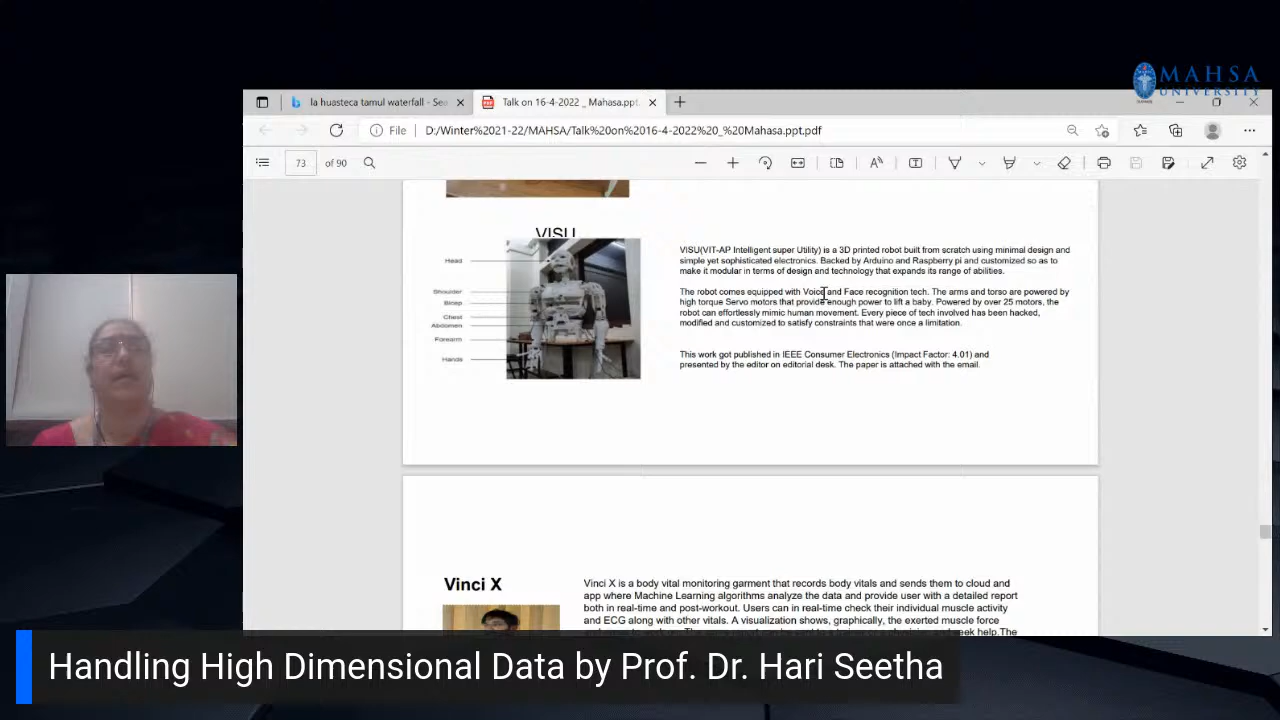 MAHSA
UNIVERSITY
la huasteca tamul waterfall - Sea
Talk on 16-4-2022 _ Mahasa.ppt.
File
D:/Winter%2021-22/MAHSA/Talk%20on%2016-4-2022%20_%20Mahasa.ppt.pdf
73 of 90
VISU
Head
Shoulder
Bicep
Chest
Abdomen
Forearm
Hands
VISU(VIT-AP Intelligent super Utility) is a 3D printed robot built from scratch using minimal design and
simple yet sophisticated electronics. Backed by Arduino and Raspberry pi and customized so as to
make it modular in terms of design and technology that expands its range of abilities.
The robot comes equipped with Voice and Face recognition tech. The arms and torso are powered by
high torque Servo motors that provide enough power to lift a baby. Powered by over 25 motors, the
robot can effortlessly mimic human movement. Every piece of tech involved has been hacked,
modified and customized to satisfy constraints that were once a limitation.
This work got published in IEEE Consumer Electronics (Impact Factor: 4.01) and
presented by the editor on editorial desk. The paper is attached with the email.
Vinci X
Vinci X is a body vital monitoring garment that records body vitals and sends them to cloud and
app where Machine Learning algorithms analyze the data and provide user with a detailed report
both in real-time and post-workout. Users can in real-time check their individual muscle activity
and ECG along with other vitals. A visualization shows, graphically, the exerted muscle force
help.The
Handling High Dimensional Data by Prof. Dr. Hari Seetha